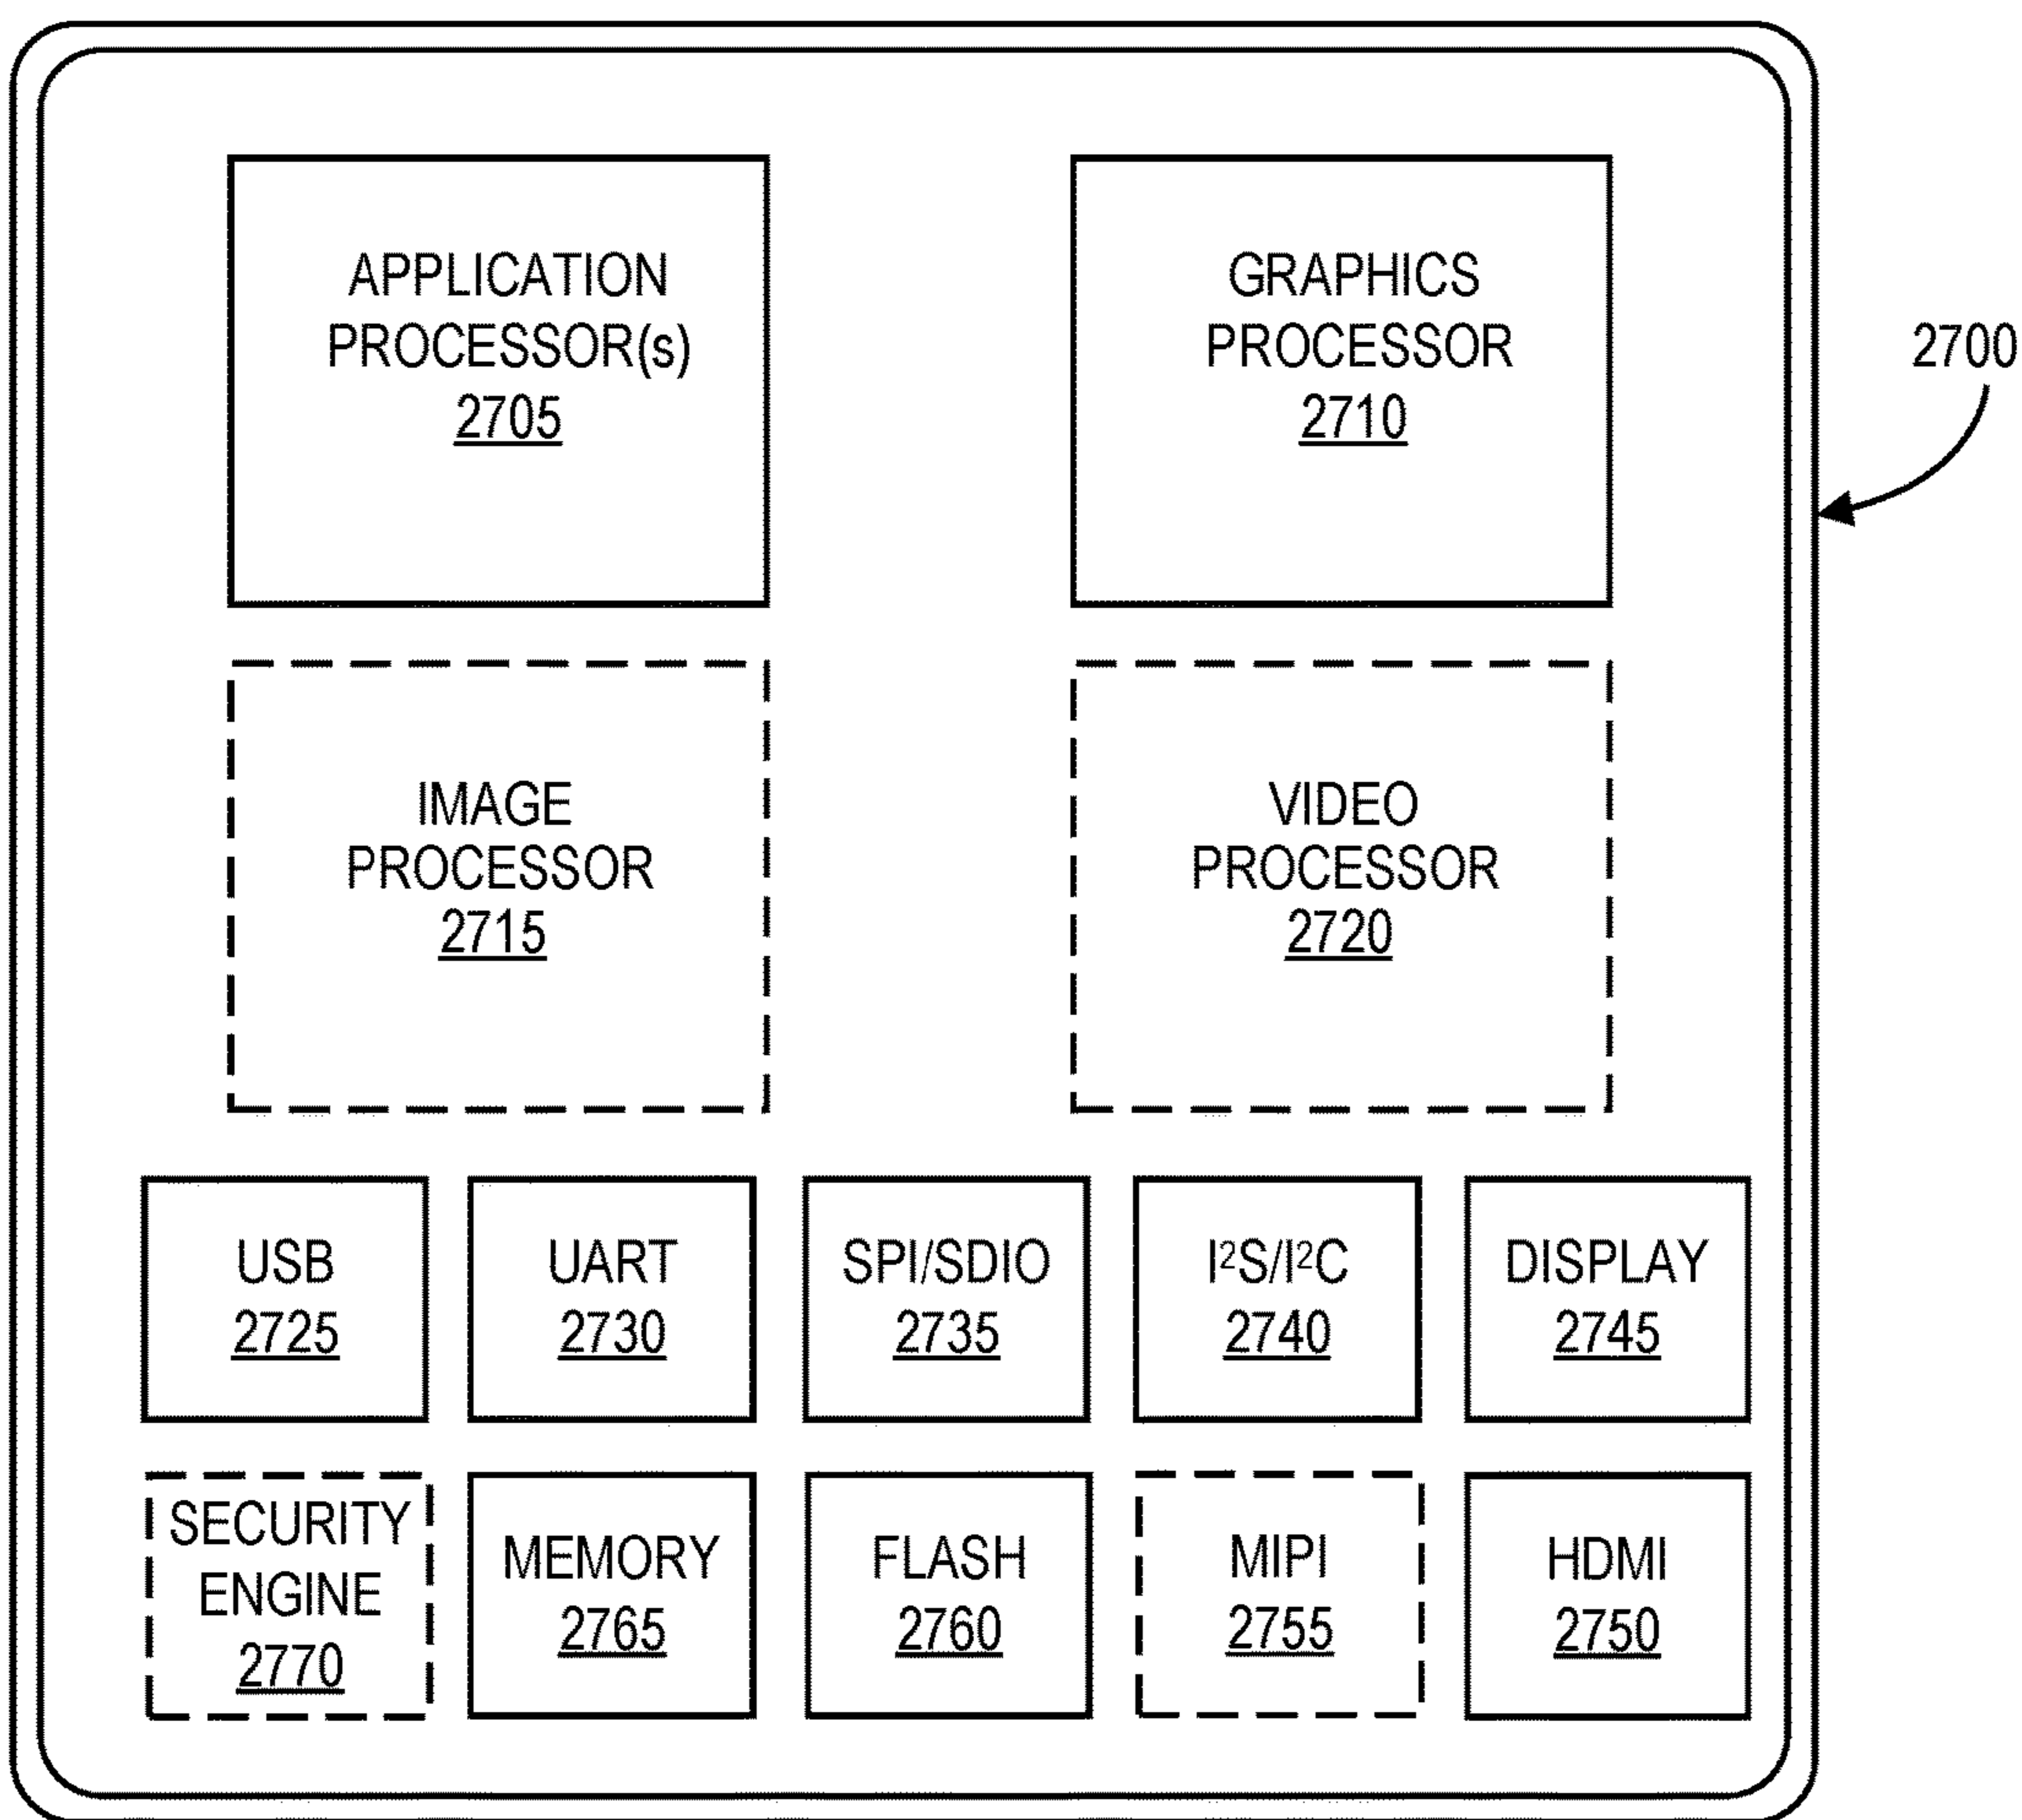 APPLICATION
PROCESSOR(s)
2705
GRAPHICS
PROCESSOR
2710
2700
IMAGE
PROCESSOR
2715
VIDEO
PROCESSOR
2720
USB
2725
UART
2730
SPI/SDIO
2735
I²S/I²C
2740
DISPLAY
2745
SECURITY
ENGINE
2770
MEMORY
2765
FLASH
2760
MIPI
2755
HDMI
2750